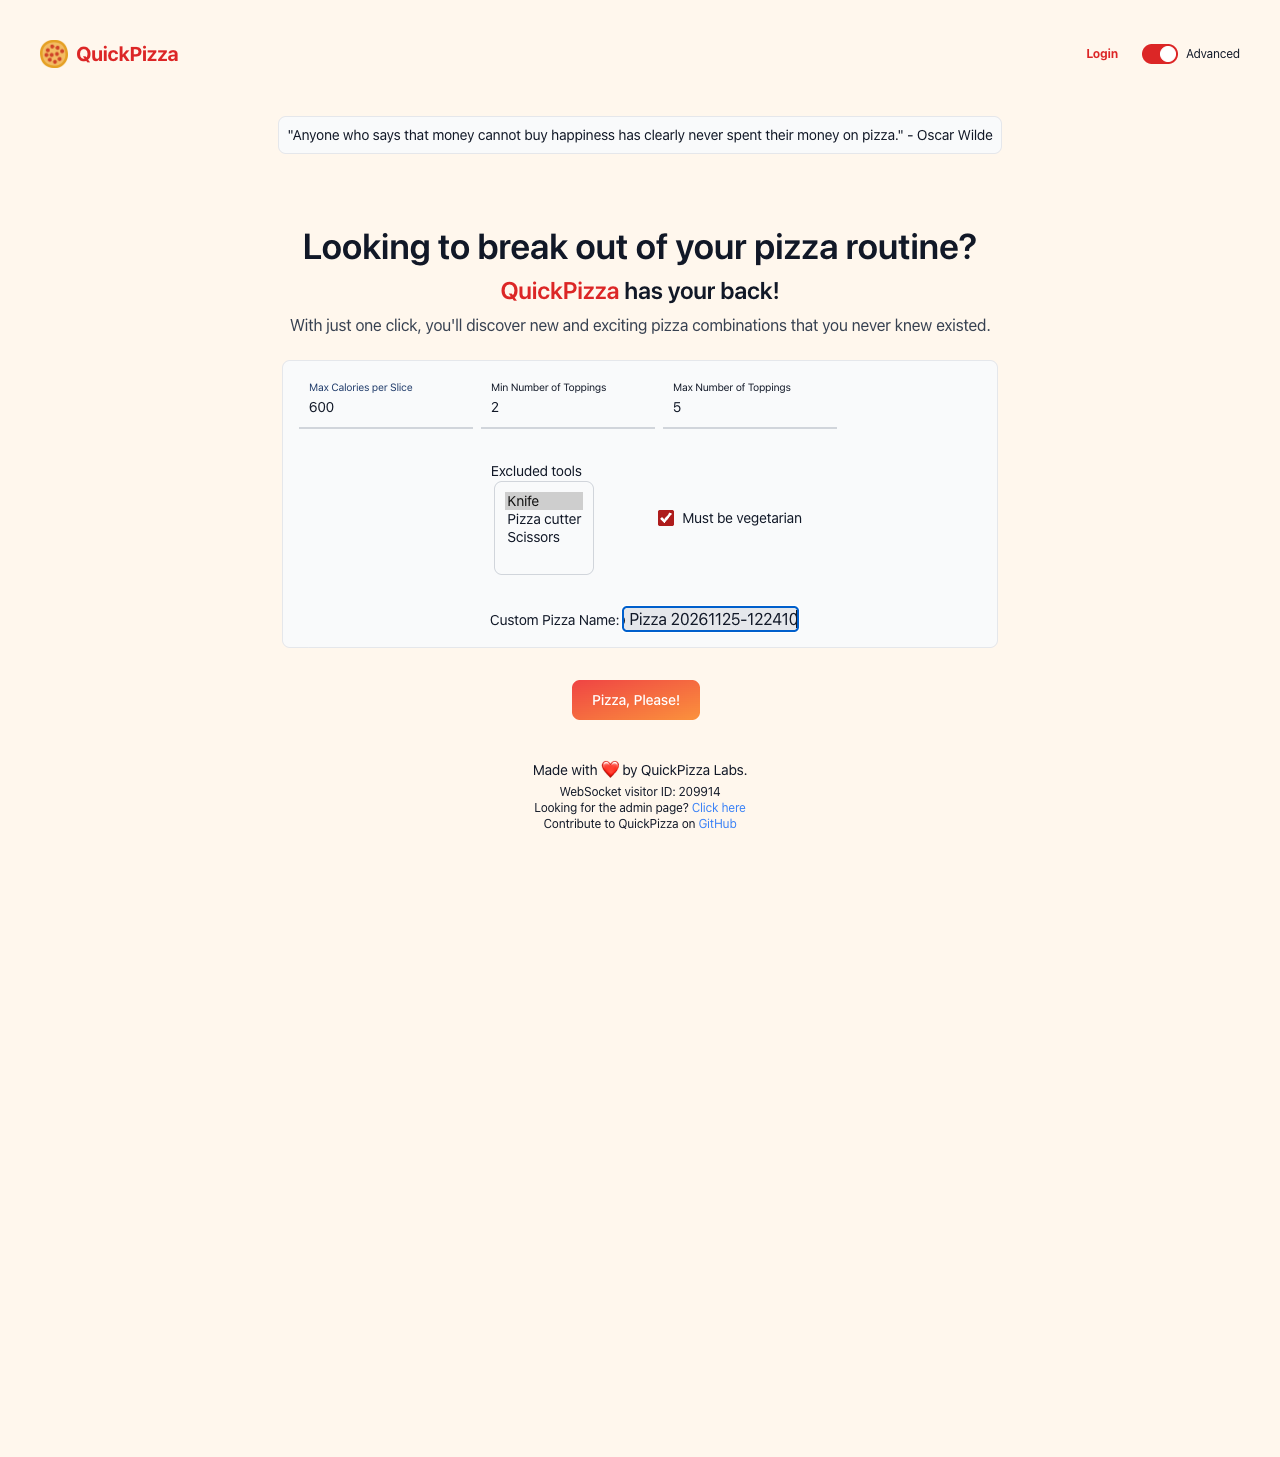 QuickPizza
Login
Advanced
"Anyone who says that money cannot buy happiness has clearly never spent their money on pizza." - Oscar Wilde
Looking to break out of your pizza routine?
QuickPizza has your back!
With just one click, you'll discover new and exciting pizza combinations that you never knew existed.
Max Calories per Slice
600
Min Number of Toppings
2
Max Number of Toppings
5
Excluded tools
Knife
Pizza cutter
Scissors
Must be vegetarian
Custom Pizza Name: Pizza 20261125-122410
Pizza, Please!
Made with ❤️ by QuickPizza Labs.
WebSocket visitor ID: 209914
Looking for the admin page? Click here
Contribute to QuickPizza on GitHub